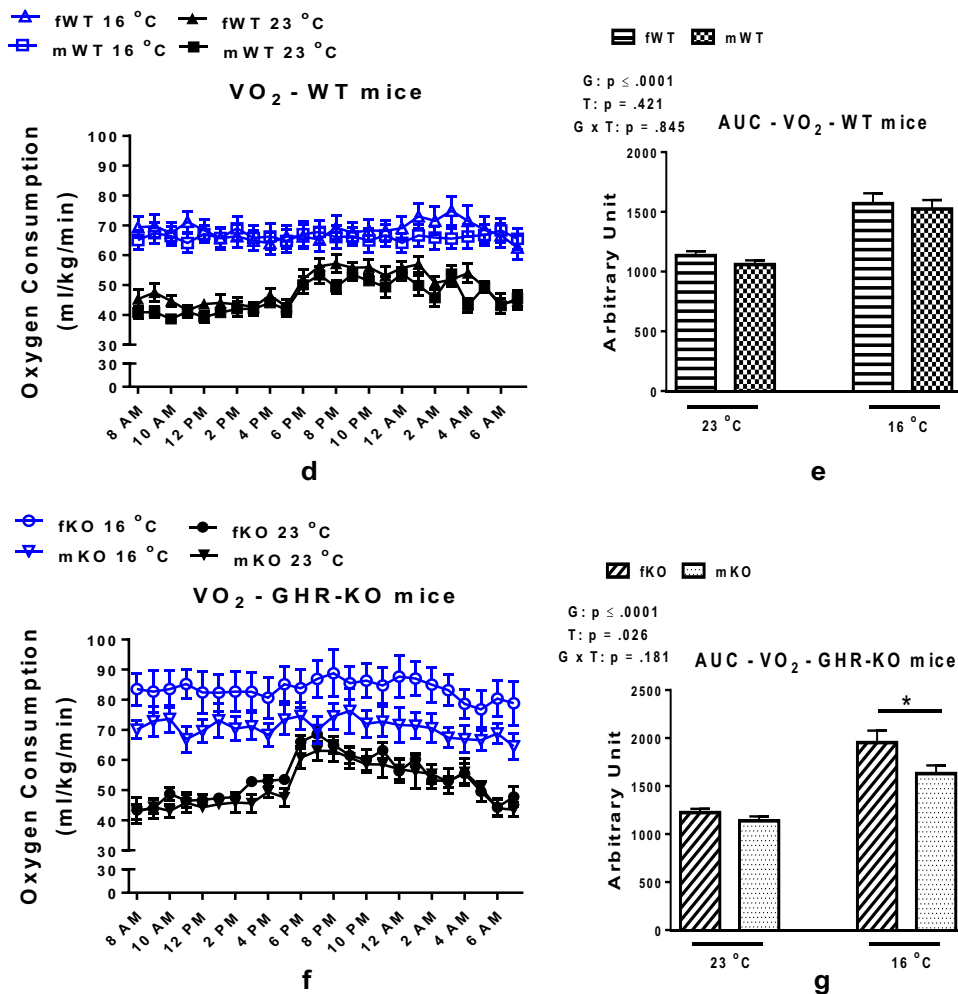 fWT 16 °C fWT 23 °C
mWT 16 °C mWT 23 °C
VO2 - WT mice
Oxygen Consumption
(ml/kg/min)
100
90
80
70
60
50
40
30
30
0
8 AM 10 AM 12 PM 2 PM 4 PM 6 PM 8 PM 10 PM 12 AM 2 AM 4 AM 6 AM
d
fWT mWT
G: p ≤ .0001
T: p = .421
G x T: p = .845
AUC - VO2 - WT mice
Arbitrary Unit
2000
1500
1000
500
0
23 °C 16 °C
e
fKO 16 °C fKO 23 °C
mKO 16 °C mKO 23 °C
VO2 - GHR-KO mice
Oxygen Consumption
(ml/kg/min)
100
90
80
70
60
50
40
30
30
0
8 AM 10 AM 12 PM 2 PM 4 PM 6 PM 8 PM 10 PM 12 AM 2 AM 4 AM 6 AM
f
fKO mKO
G: p ≤ .0001
T: p = .026
G x T: p = .181
AUC - VO2 - GHR-KO mice
Arbitrary Unit
2500
2000
1500
1000
500
0
*
23 °C 16 °C
g